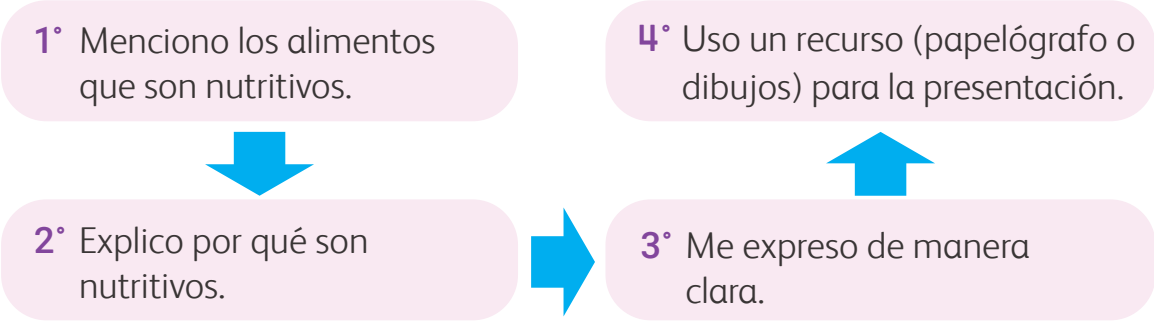 1° Menciono los alimentos
que son nutritivos.
2° Explico por qué son
nutritivos.
3° Me expreso de manera
clara.
4° Uso un recurso (papelógrafo o
dibujos) para la presentación.